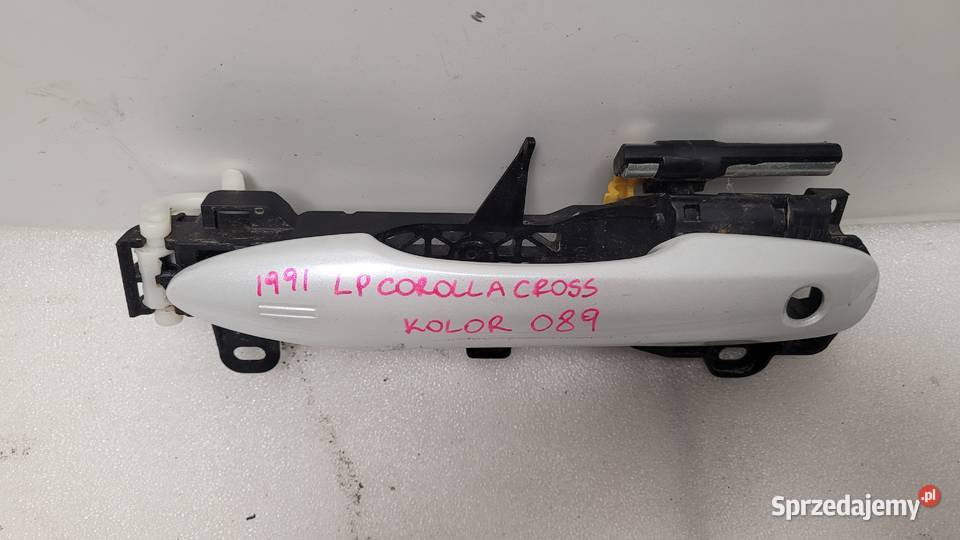 1991 LP COROLLA CROSS
KOLOR 089
Sprzedajemy.pl